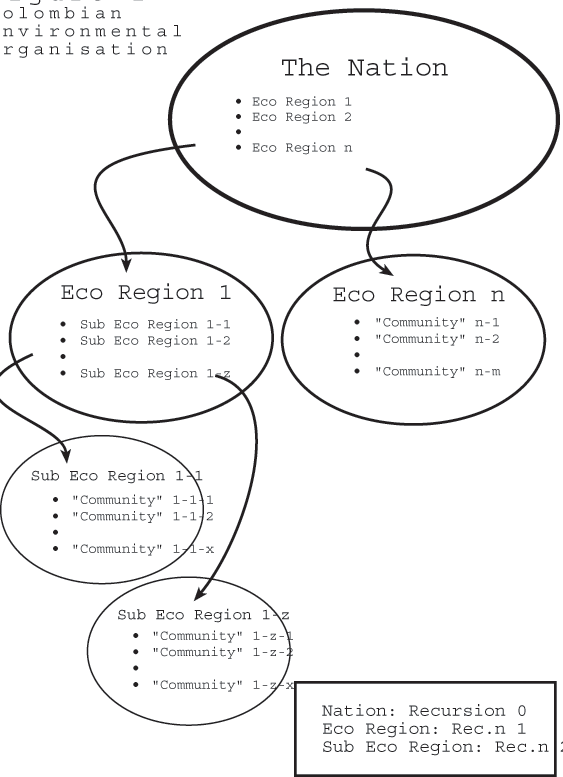 olombian
nvironmental
rganisation
The Nation
• Eco Region 1
• Eco Region 2
•
• Eco Region n
Eco Region 1
• Sub Eco Region 1-1
• Sub Eco Region 1-2
•
• Sub Eco Region 1-z
Eco Region n
• "Community" n-1
• "Community" n-2
•
• "Community" n-m
Sub Eco Region 1-1
• "Community" 1-1-1
• "Community" 1-1-2
•
• "Community" 1-1-x
Sub Eco Region 1-z
• "Community" 1-z-1
• "Community" 1-z-2
•
• "Community" 1-z-x
Nation: Recursion 0
Eco Region: Rec.n 1
Sub Eco Region: Rec.n 2